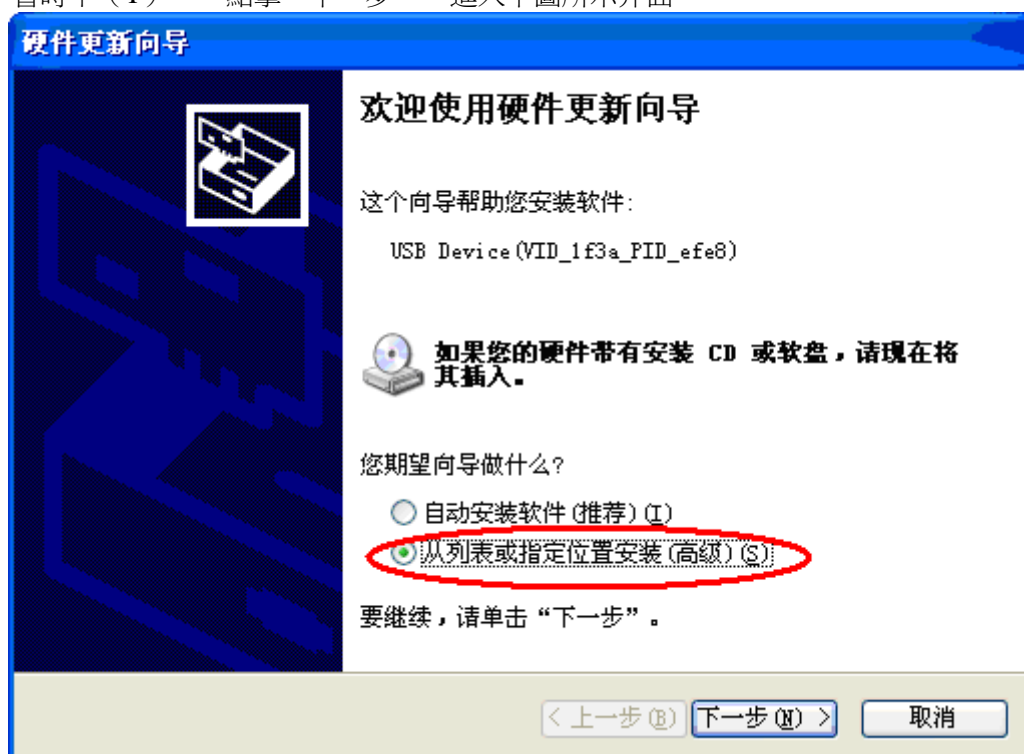 硬件更新向导
欢迎使用硬件更新向导
这个向导帮助您安装软件:
USB Device(VID_1f3a_PID_efe8)
如果您的硬件带有安装 CD 或软盘，请现在将
其插入。
您期望向导做什么?
自动安装软件(推荐)(I)
从列表或指定位置安装(高级)(S)
要继续，请单击“下一步”。
< 上一步(B) 下一步(N) > 取消